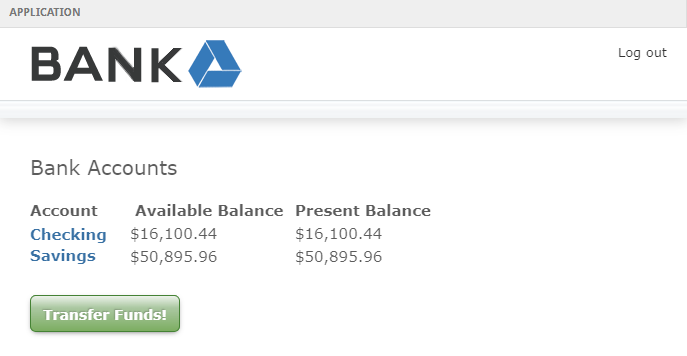 APPLICATION
BANK
Log out
Bank Accounts
Account Available Balance Present Balance
Checking $16,100.44 $16,100.44
Savings $50,895.96 $50,895.96
Transfer Funds!